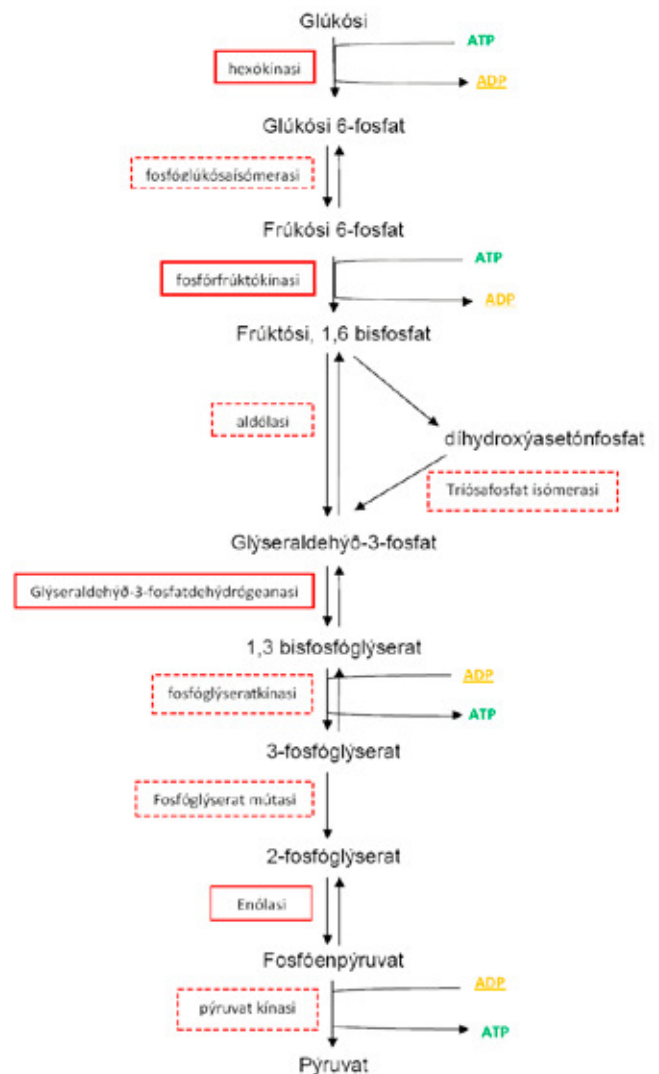 Glúkósi
ATP
hexókínasi
ADP
Glúkósi 6-fosfat
fosfóglúkósaísómerasi
Frúkósi 6-fosfat
ATP
fosfórfrúktókínasi
ADP
Frúktósi, 1,6 bisfosfat
aldólasi
díhydroxýasetónfosfat
Tríósafosfat ísómerasi
Glýseraldehýð-3-fosfat
Glýseraldehýð-3-fosfatdehýdrógeanasi
1,3 bisfosfóglýserat
ADP
fosfóglýseratkínasi
ATP
3-fosfóglýserat
Fosfóglýserat mútasi
2-fosfóglýserat
Enólasi
Fosfóenpýruvat
ADP
pýruvat kínasi
ATP
Pýruvat